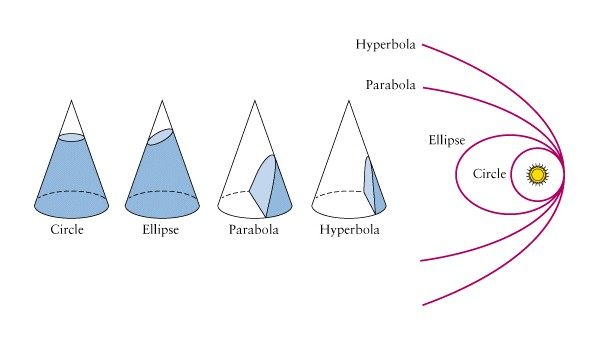 Hyperbola
Parabola
Ellipse
Circle
Circle
Ellipse
Parabola
Hyperbola